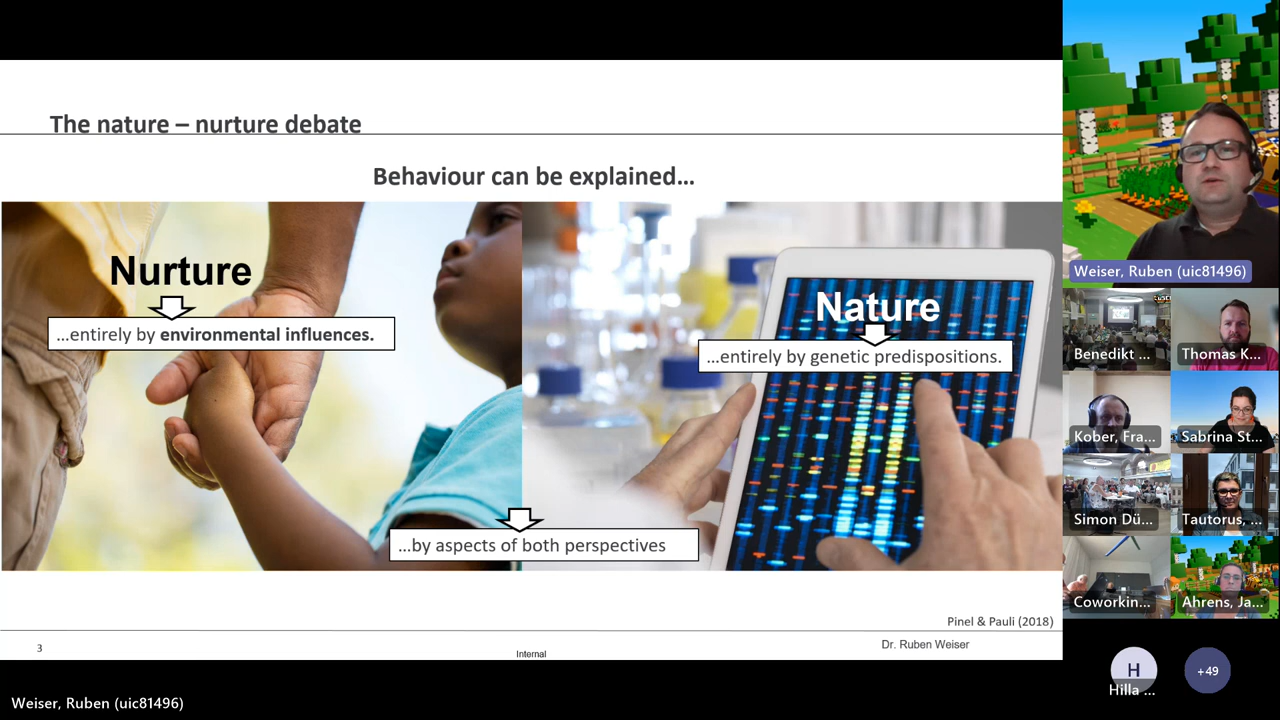 The nature – nurture debate
Behaviour can be explained...
Nurture
...entirely by environmental influences.
Nature
...entirely by genetic predispositions.
...by aspects of both perspectives
Pinel & Pauli (2018)
3
Internal
Dr. Ruben Weiser
Weiser, Ruben (uic81496)
Weiser, Ruben (uic81496)
Benedikt ...
Thomas K...
Kober, Fra...
Sabrina St...
Simon Dü...
Tautorus, ...
Coworkin...
Ahrens, Ja...
H
Hilla ...
+49